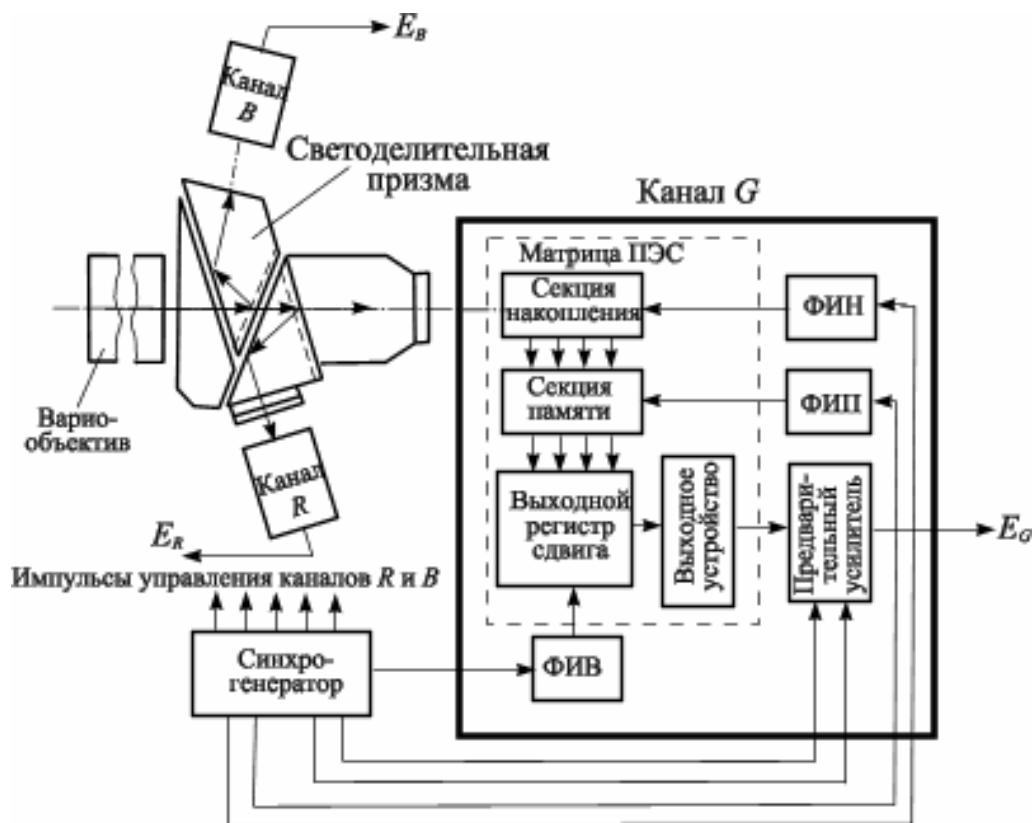 E_B
Канал
B
Светоделительная
призма
Канал G
Матрица ПЭС
Секция
накопления
ФИН
Секция
памяти
ФИП
Варио-
объектив
Канал
R
Выходной
регистр
сдвига
Выходное
устройство
Предвари-
тельный
усилитель
E_G
E_R
Импульсы управления каналов R и B
Синхро-
генератор
ФИВ